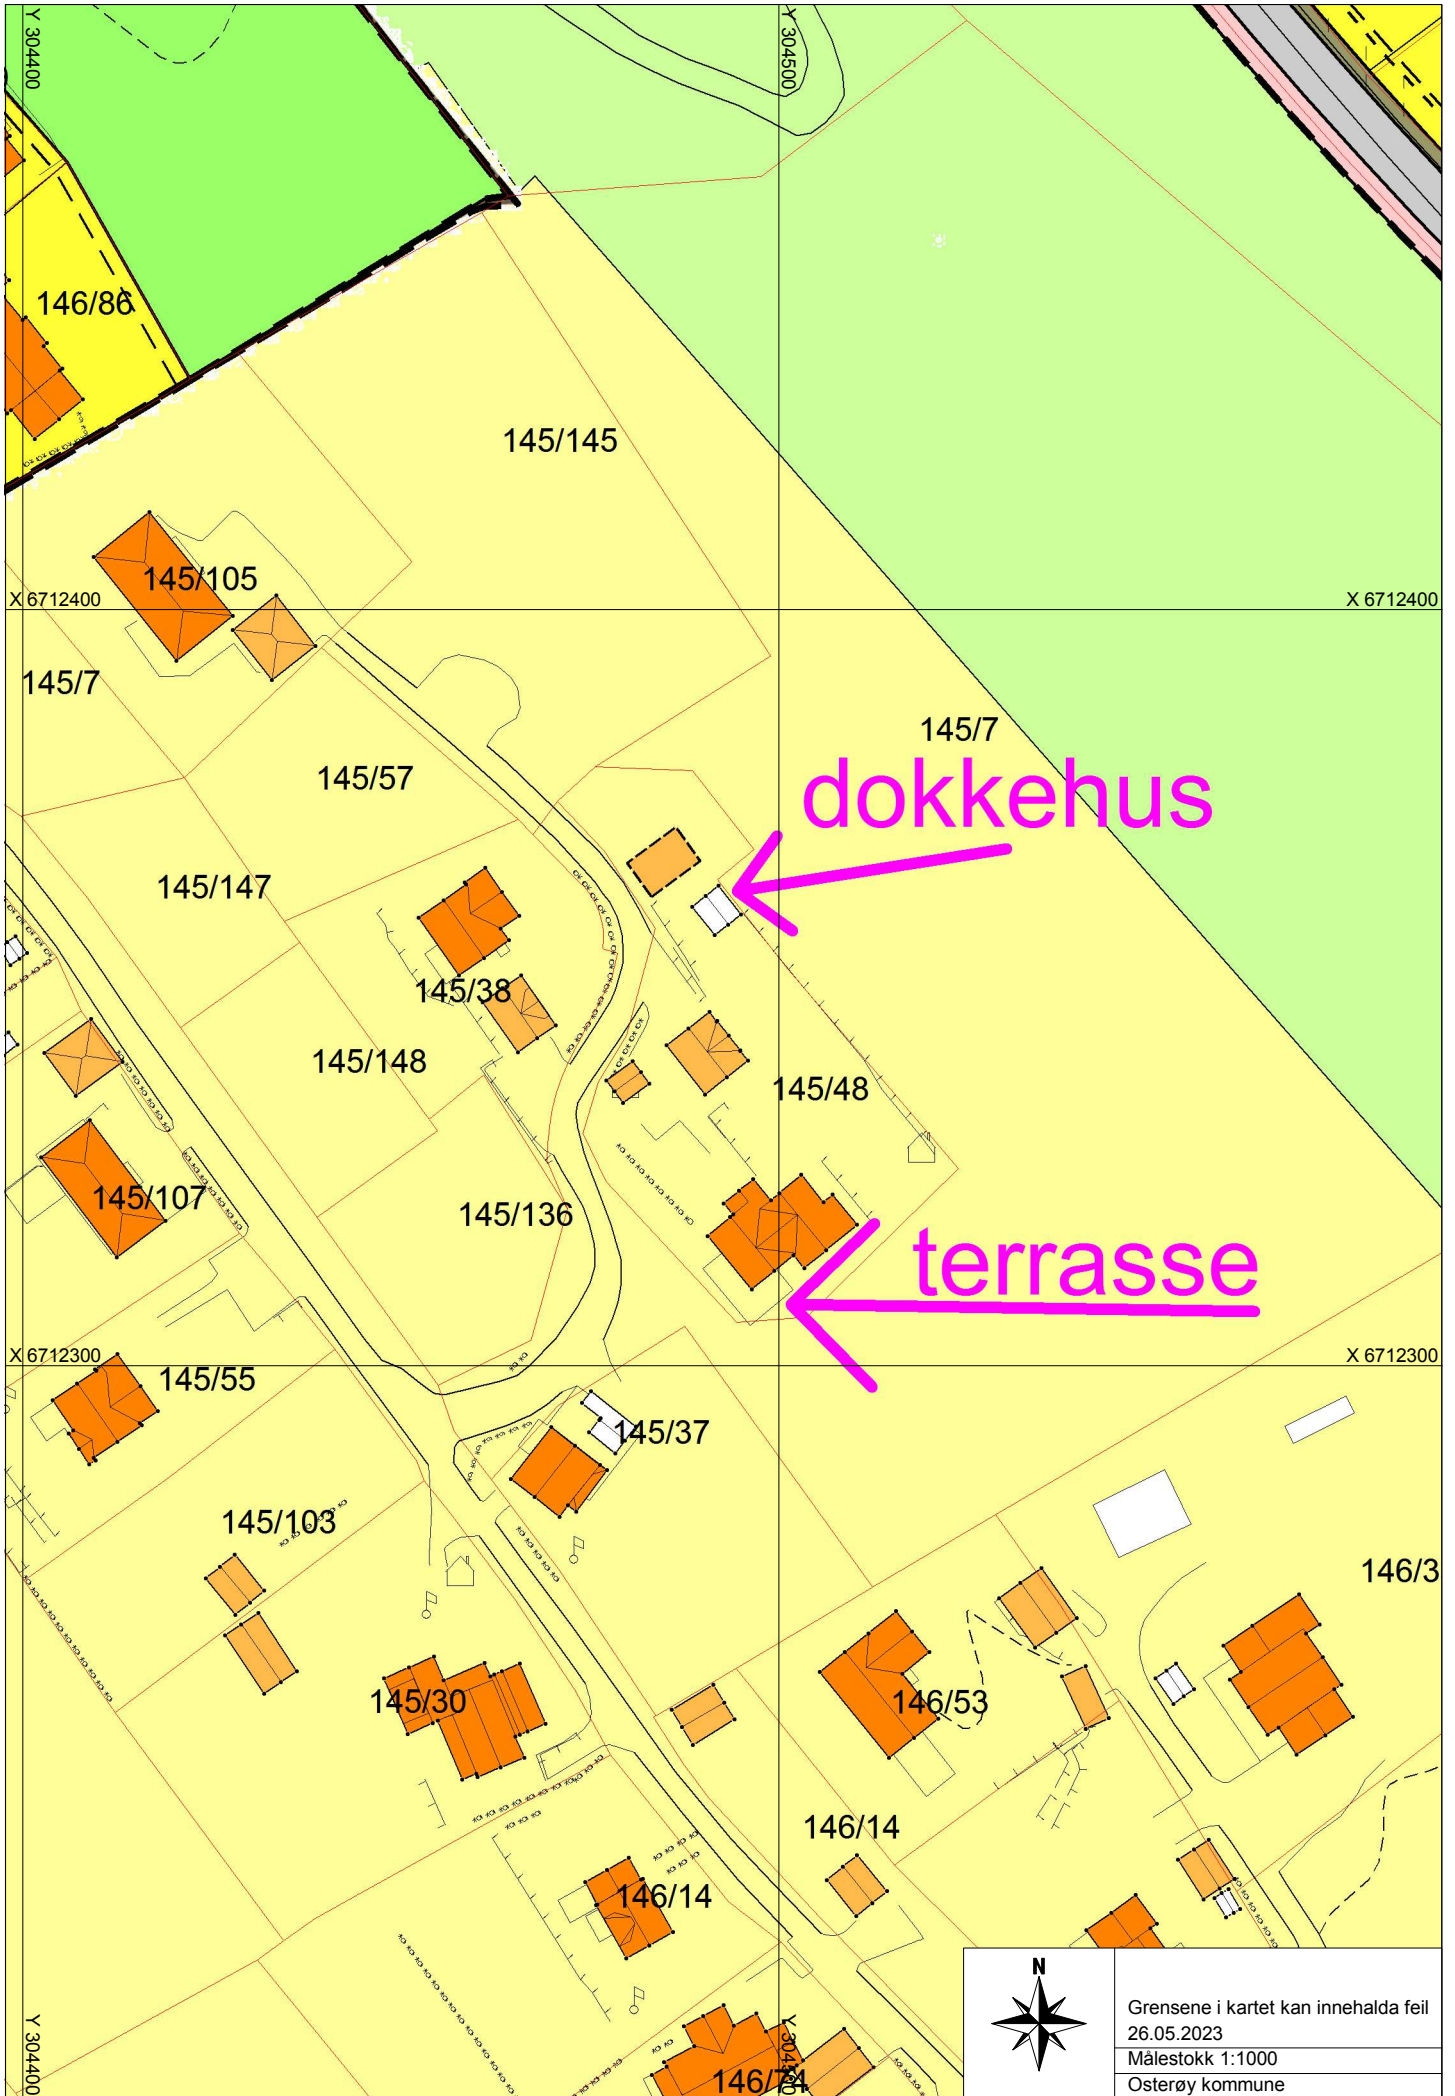 Y 304400
Y 304500
146/86
145/145
145/105
X 6712400
X 6712400
145/7
145/7
145/57
dokkehus
145/147
145/38
145/148
145/48
145/107
145/136
terrasse
X 6712300
X 6712300
145/55
145/37
145/103
146/3
145/30
146/53
146/14
146/14
N
Grensene i kartet kan innehalda feil
26.05.2023
Målestokk 1:1000
Osterøy kommune
Y 304400
Y 304500
146/74